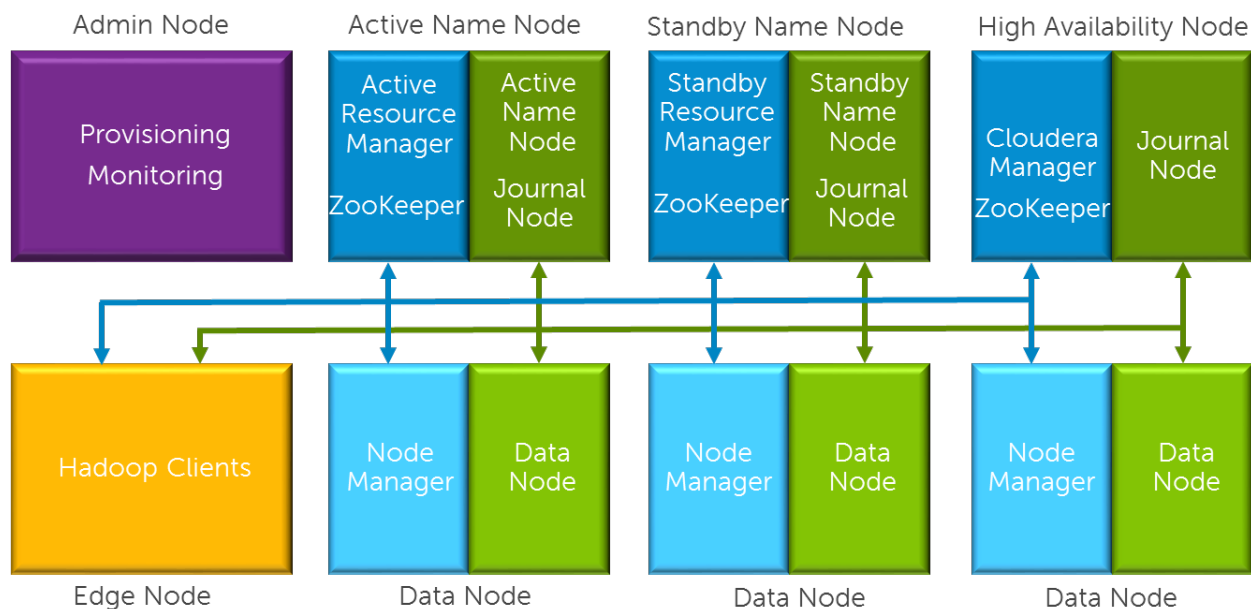 Admin Node
Active Name Node
Standby Name Node
High Availability Node
Provisioning
Monitoring
Active
Resource
Manager
ZooKeeper
Active
Name
Node
Journal
Node
Standby
Resource
Manager
ZooKeeper
Standby
Name
Node
Journal
Node
Cloudera
Manager
ZooKeeper
Journal
Node
Hadoop Clients
Node
Manager
Data
Node
Node
Manager
Data
Node
Node
Manager
Data
Node
Edge Node
Data Node
Data Node
Data Node